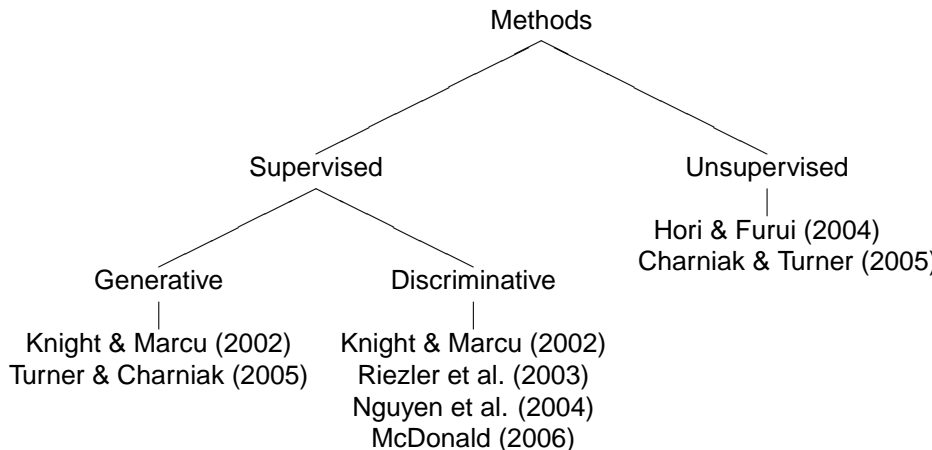 Methods
Supervised
Unsupervised
Hori & Furui (2004)
Charniak & Turner (2005)
Generative
Discriminative
Knight & Marcu (2002)
Turner & Charniak (2005)
Knight & Marcu (2002)
Riezler et al. (2003)
Nguyen et al. (2004)
McDonald (2006)